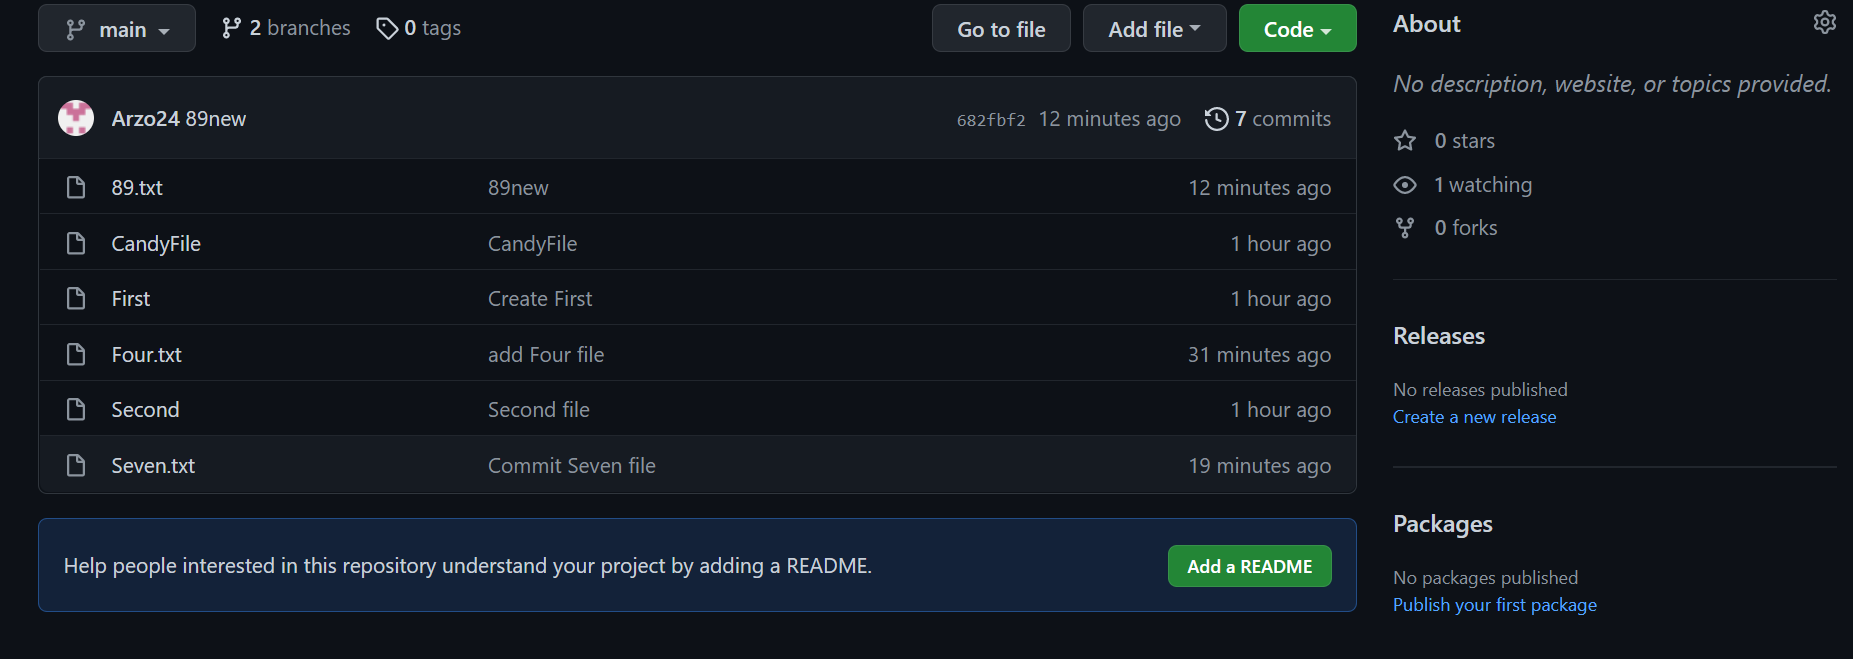 main 2 branches 0 tags Go to file Add file Code
Arzo24 89new 682fbf2 12 minutes ago 7 commits
89.txt 89new 12 minutes ago
CandyFile CandyFile 1 hour ago
First Create First 1 hour ago
Four.txt add Four file 31 minutes ago
Second Second file 1 hour ago
Seven.txt Commit Seven file 19 minutes ago
Help people interested in this repository understand your project by adding a README. Add a README
About
No description, website, or topics provided.
0 stars
1 watching
0 forks
Releases
No releases published
Create a new release
Packages
No packages published
Publish your first package